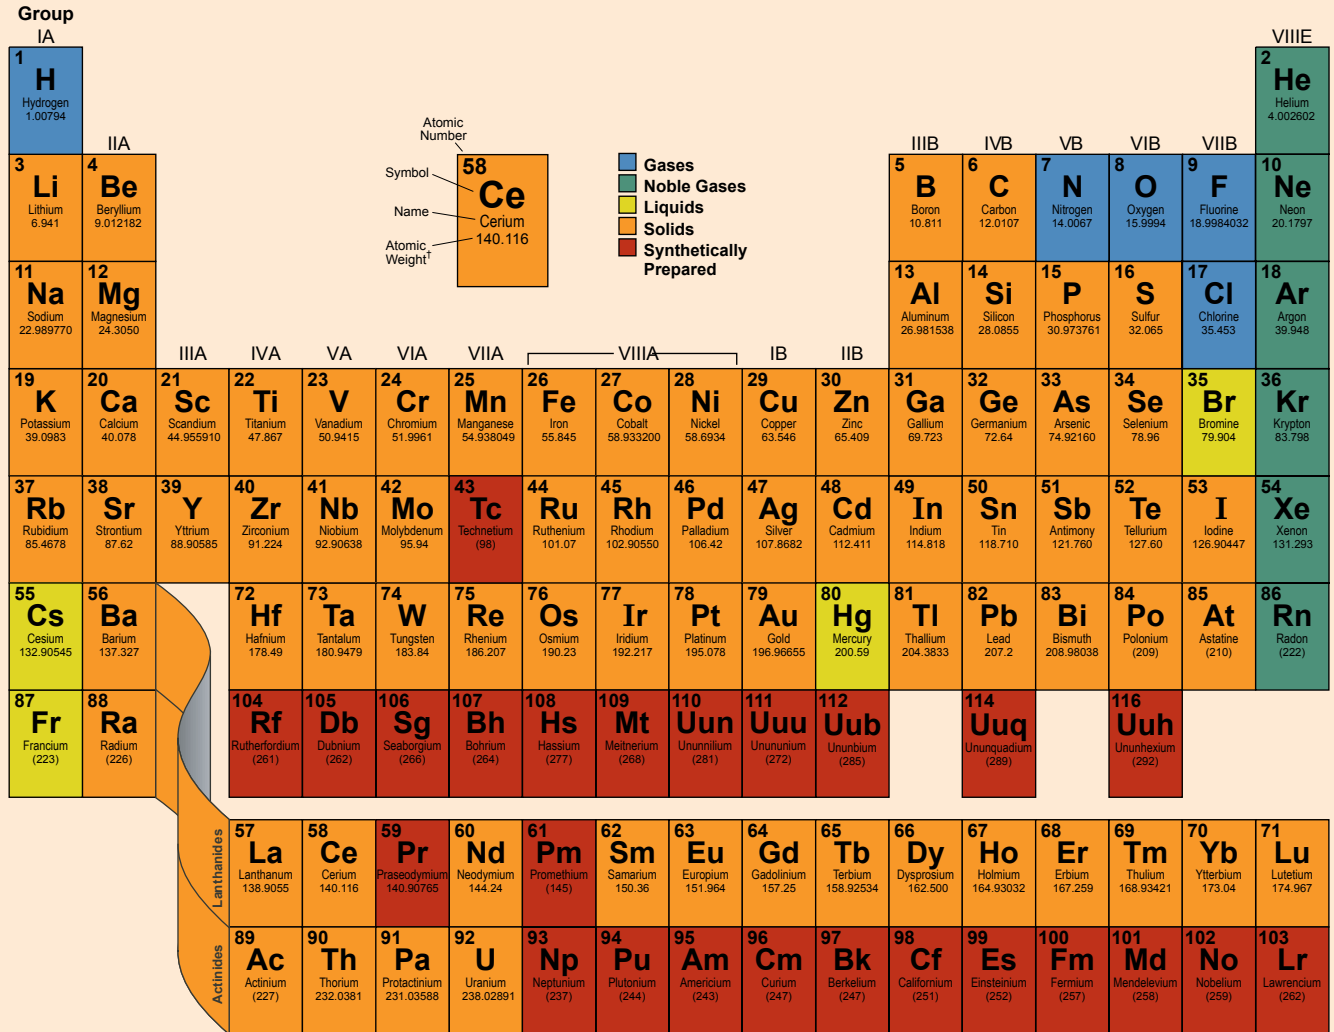 Group
IA
VIIIE
1
H
Hydrogen
1.00794
2
He
Helium
4.002602
IIA
IIIB
IVB
VB
VIB
VIIB
3
Li
Lithium
6.941
4
Be
Beryllium
9.012182
Atomic
Number
58
Symbol
Ce
Name
Cerium
Atomic
Weight†
140.116
Gases
Noble Gases
Liquids
Solids
Synthetically
Prepared
5
B
Boron
10.811
6
C
Carbon
12.0107
7
N
Nitrogen
14.0067
8
O
Oxygen
15.9994
9
F
Fluorine
18.9984032
10
Ne
Neon
20.1797
11
Na
Sodium
22.989770
12
Mg
Magnesium
24.3050
13
Al
Aluminum
26.981538
14
Si
Silicon
28.0855
15
P
Phosphorus
30.973761
16
S
Sulfur
32.065
17
Cl
Chlorine
35.453
18
Ar
Argon
39.948
IIIA
IVA
VA
VIA
VIIA
VIIIA
IB
IIB
19
K
Potassium
39.0983
20
Ca
Calcium
40.078
21
Sc
Scandium
44.955910
22
Ti
Titanium
47.867
23
V
Vanadium
50.9415
24
Cr
Chromium
51.9961
25
Mn
Manganese
54.938049
26
Fe
Iron
55.845
27
Co
Cobalt
58.933200
28
Ni
Nickel
58.6934
29
Cu
Copper
63.546
30
Zn
Zinc
65.409
31
Ga
Gallium
69.723
32
Ge
Germanium
72.64
33
As
Arsenic
74.92160
34
Se
Selenium
78.96
35
Br
Bromine
79.904
36
Kr
Krypton
83.798
37
Rb
Rubidium
85.4678
38
Sr
Strontium
87.62
39
Y
Yttrium
88.90585
40
Zr
Zirconium
91.224
41
Nb
Niobium
92.90638
42
Mo
Molybdenum
95.94
43
Tc
Technetium
(98)
44
Ru
Ruthenium
101.07
45
Rh
Rhodium
102.90550
46
Pd
Palladium
106.42
47
Ag
Silver
107.8682
48
Cd
Cadmium
112.411
49
In
Indium
114.818
50
Sn
Tin
118.710
51
Sb
Antimony
121.760
52
Te
Tellurium
127.60
53
I
Iodine
126.90447
54
Xe
Xenon
131.293
55
Cs
Cesium
132.90545
56
Ba
Barium
137.327
72
Hf
Hafnium
178.49
73
Ta
Tantalum
180.9479
74
W
Tungsten
183.84
75
Re
Rhenium
186.207
76
Os
Osmium
190.23
77
Ir
Iridium
192.217
78
Pt
Platinum
195.078
79
Au
Gold
196.96655
80
Hg
Mercury
200.59
81
Tl
Thallium
204.3833
82
Pb
Lead
207.2
83
Bi
Bismuth
208.98038
84
Po
Polonium
(209)
85
At
Astatine
(210)
86
Rn
Radon
(222)
87
Fr
Francium
(223)
88
Ra
Radium
(226)
104
Rf
Rutherfordium
(261)
105
Db
Dubnium
(262)
106
Sg
Seaborgium
(266)
107
Bh
Bohrium
(264)
108
Hs
Hassium
(277)
109
Mt
Meitnerium
(268)
110
Uun
Ununnilium
(281)
111
Uuu
Unununium
(272)
112
Uub
Ununbium
(285)
114
Uuq
Ununquadium
(289)
116
Uuh
Ununhexium
(292)
Lanthanides
57
La
Lanthanum
138.9055
58
Ce
Cerium
140.116
59
Pr
Praseodymium
140.90765
60
Nd
Neodymium
144.24
61
Pm
Promethium
(145)
62
Sm
Samarium
150.36
63
Eu
Europium
151.964
64
Gd
Gadolinium
157.25
65
Tb
Terbium
158.92534
66
Dy
Dysprosium
162.500
67
Ho
Holmium
164.93032
68
Er
Erbium
167.259
69
Tm
Thulium
168.93421
70
Yb
Ytterbium
173.04
71
Lu
Lutetium
174.967
Actinides
89
Ac
Actinium
(227)
90
Th
Thorium
232.0381
91
Pa
Protactinium
231.03588
92
U
Uranium
238.02891
93
Np
Neptunium
(237)
94
Pu
Plutonium
(244)
95
Am
Americium
(243)
96
Cm
Curium
(247)
97
Bk
Berkelium
(247)
98
Cf
Californium
(251)
99
Es
Einsteinium
(252)
100
Fm
Fermium
(257)
101
Md
Mendelevium
(258)
102
No
Nobelium
(259)
103
Lr
Lawrencium
(262)